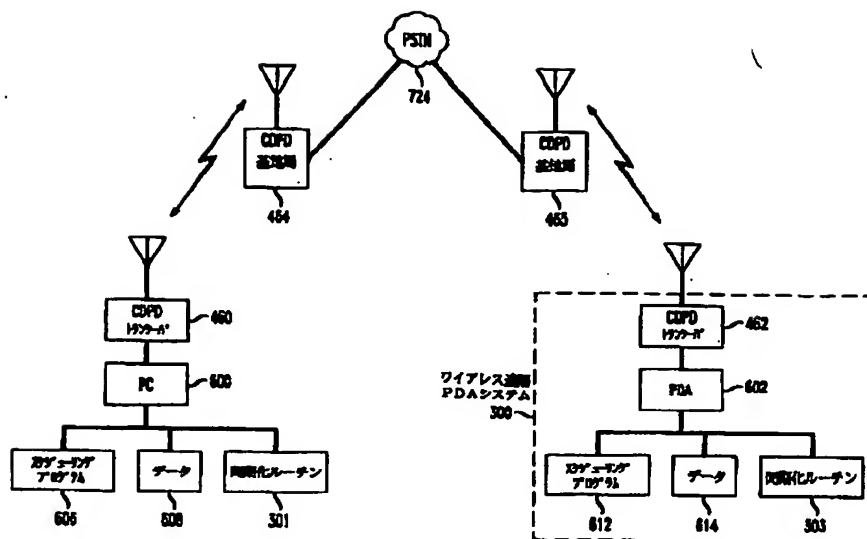 PSTN
724
CDPD
基地局
464
CDPD
基地局
463
CDPD
トランシーバ
460
CDPD
トランシーバ
462
PC
600
ワイアレス遠隔
PDAシステム
300
PDA
602
スケジューリング
プログラム
606
データ
608
同期化ルーチン
301
スケジューリング
プログラム
612
データ
614
同期化ルーチン
303